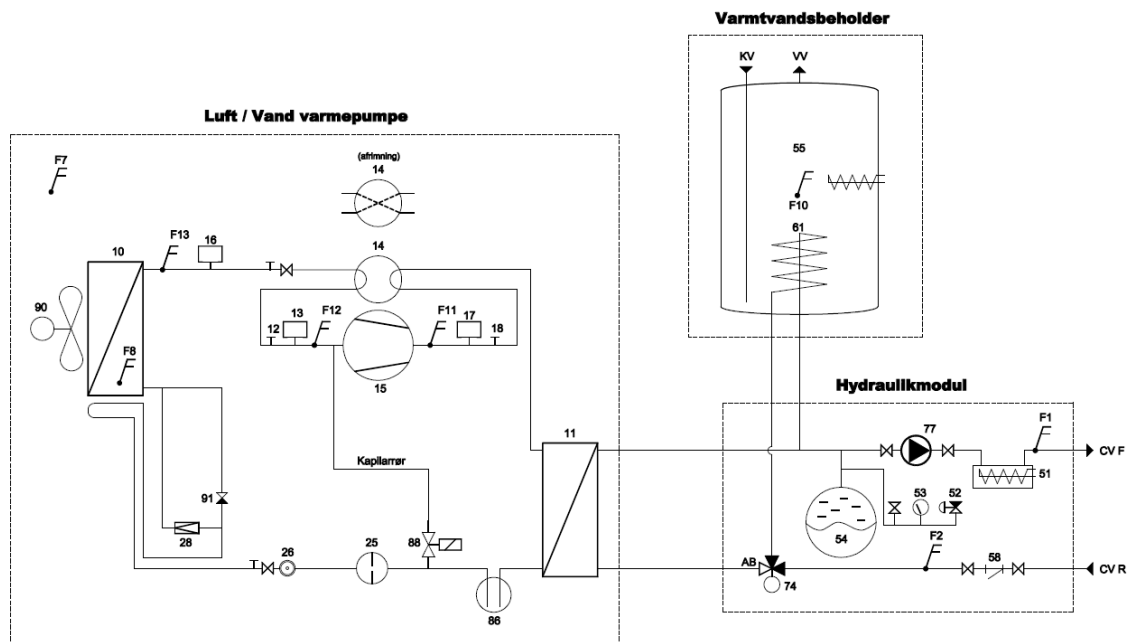 Varmtvandsbeholder
KV
VV
Luft / Vand varmepumpe
55
F10
61
F7
(afrimning)
14
F13
16
10
14
90
F8
12
13
F12
F11
17
18
15
Hydraulikmodul
F1
77
CV F
11
51
Kapilarrør
53
52
91
54
28
88
F2
26
25
58
AB
CV R
74
86